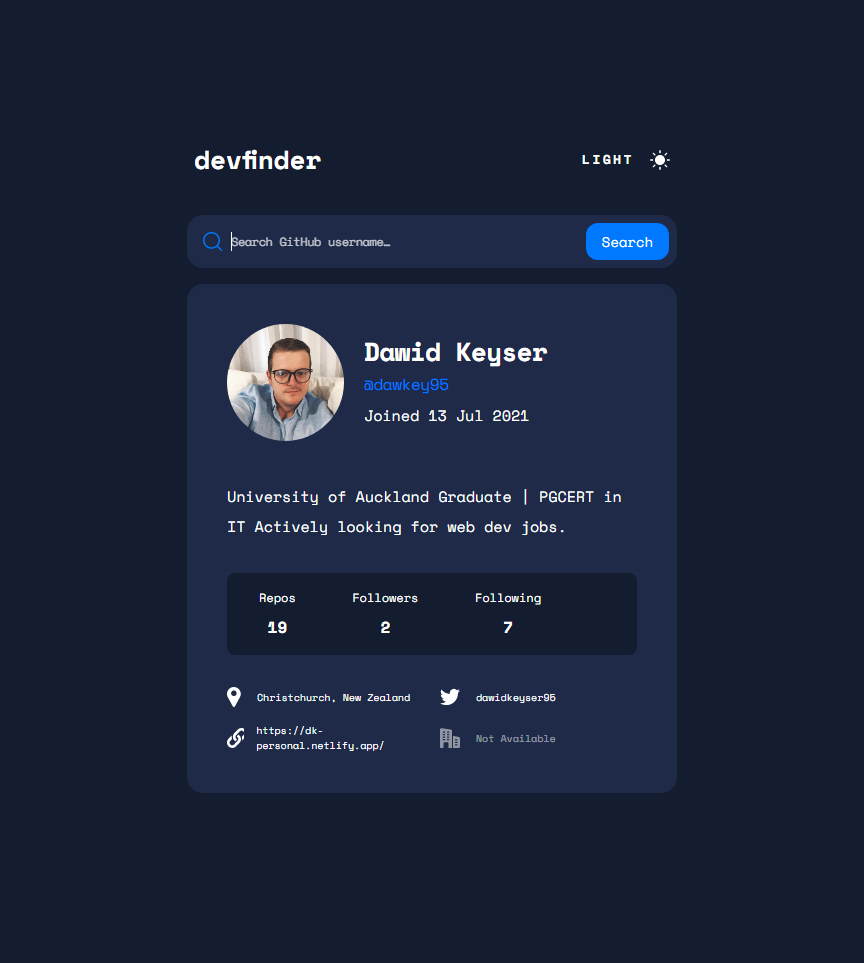 devfinder
LIGHT
Search GitHub username…
Search
Dawid Keyser
@dawkey95
Joined 13 Jul 2021
University of Auckland Graduate | PGCERT in
IT Actively looking for web dev jobs.
Repos Followers Following
19 2 7
Christchurch, New Zealand
dawidkeyser95
https://dk-
personal.netlify.app/
Not Available